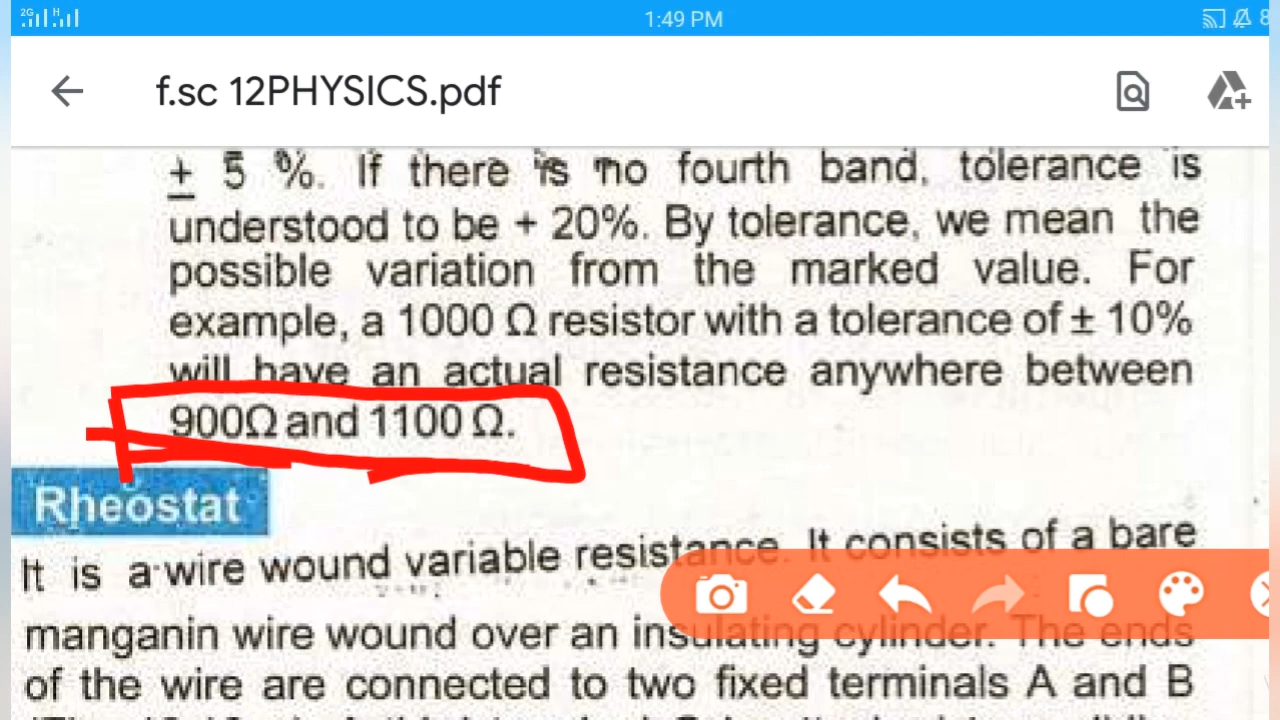 2G H 1:49 PM 8
f.sc 12PHYSICS.pdf
± 5 %. If there is no fourth band, tolerance is
understood to be + 20%. By tolerance, we mean the
possible variation from the marked value. For
example, a 1000 Ω resistor with a tolerance of ± 10%
will have an actual resistance anywhere between
900Ω and 1100 Ω.
Rheostat
It is a wire wound variable resistance. It consists of a bare
manganin wire wound over an insulating cylinder. The ends
of the wire are connected to two fixed terminals A and B